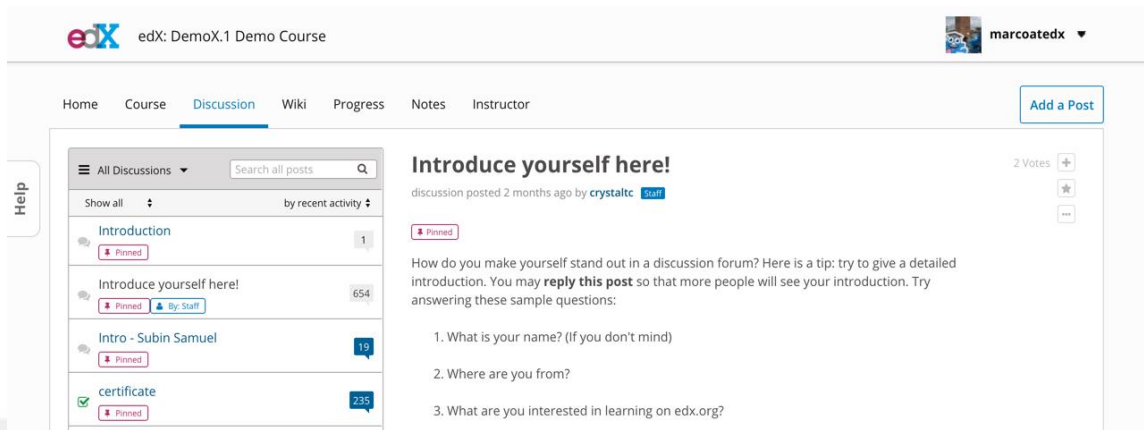 edX edX: DemoX.1 Demo Course
marcoatedx
Home Course Discussion Wiki Progress Notes Instructor
Add a Post
Help
All Discussions
Search all posts
Show all
by recent activity
Introduction
1
Pinned
Introduce yourself here!
654
Pinned By: Staff
Intro - Subin Samuel
19
Pinned
certificate
235
Pinned
Introduce yourself here!
2 Votes
discussion posted 2 months ago by crystaltc Staff
Pinned
How do you make yourself stand out in a discussion forum? Here is a tip: try to give a detailed
introduction. You may reply this post so that more people will see your introduction. Try
answering these sample questions:
1. What is your name? (If you don't mind)
2. Where are you from?
3. What are you interested in learning on edx.org?